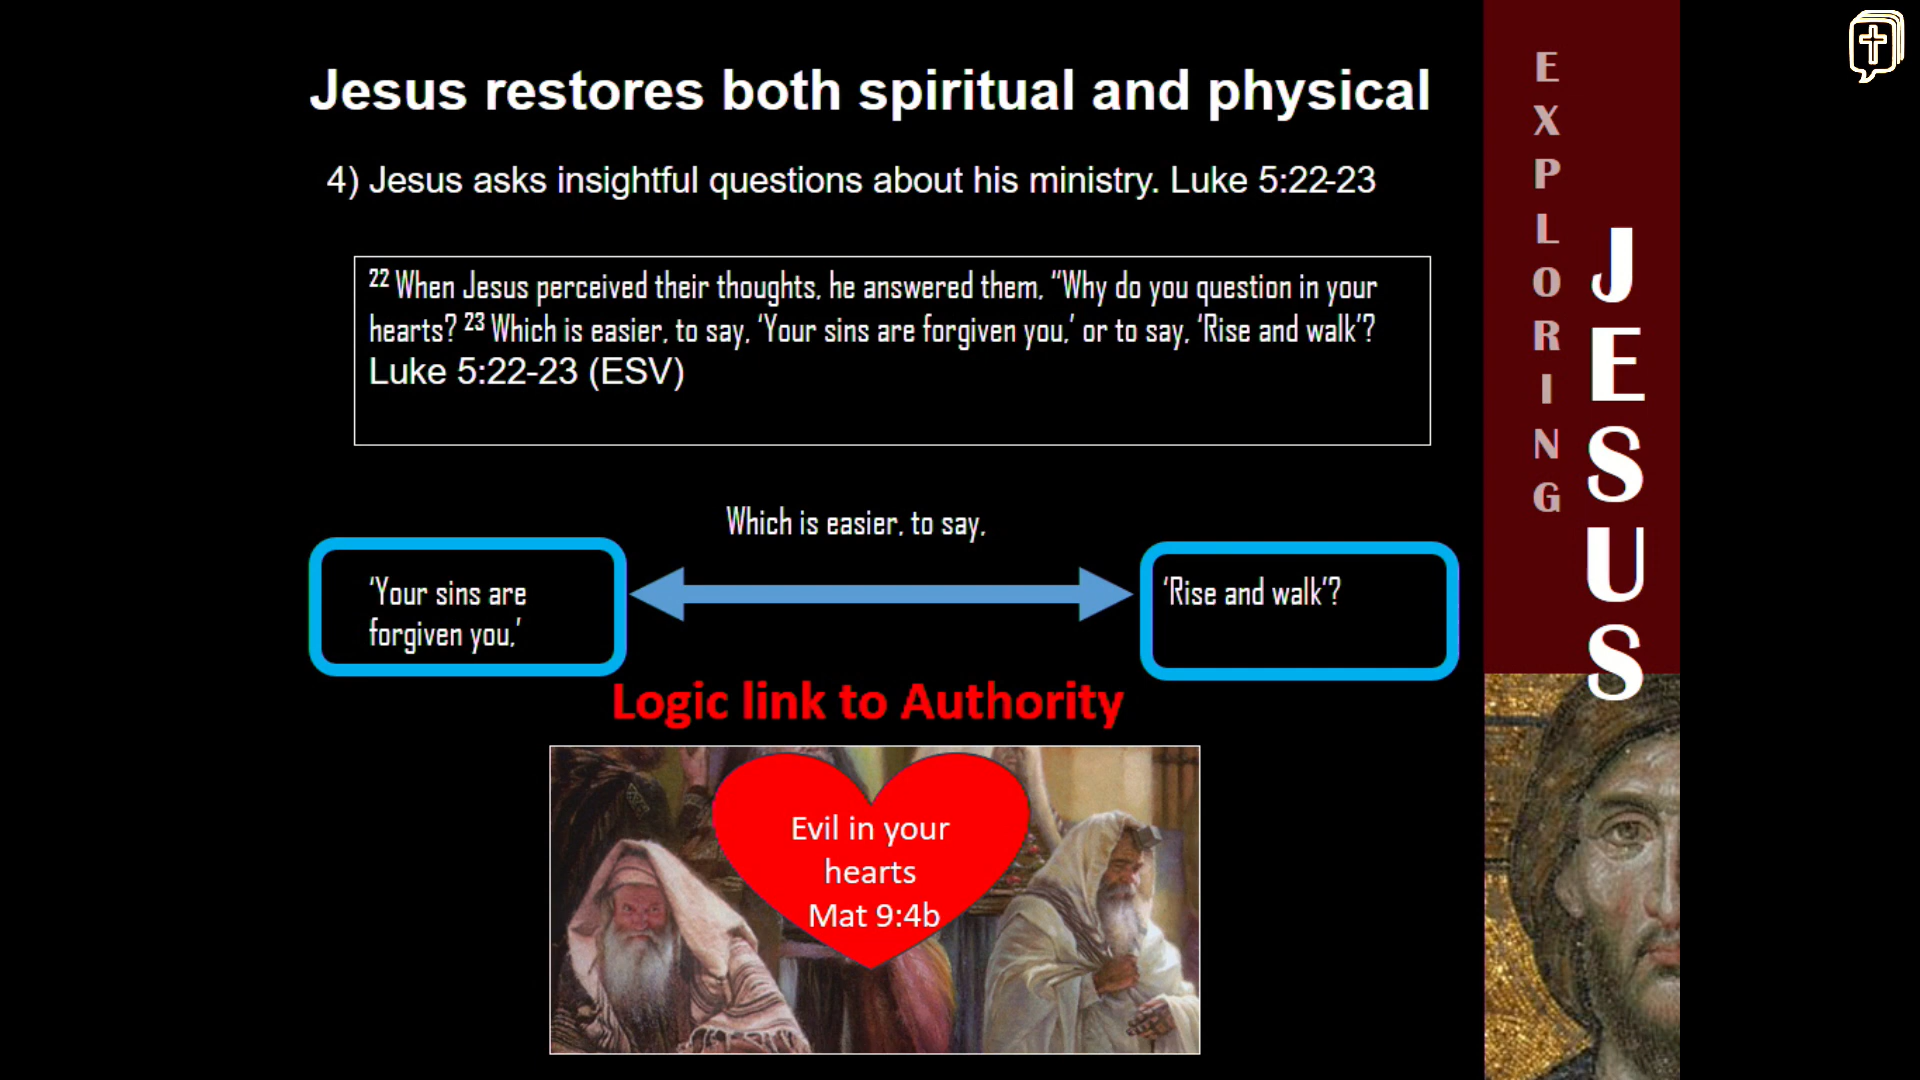 Jesus restores both spiritual and physical
4) Jesus asks insightful questions about his ministry. Luke 5:22-23
22 When Jesus perceived their thoughts, he answered them, “Why do you question in your
hearts? 23 Which is easier, to say, ‘Your sins are forgiven you,’ or to say, ‘Rise and walk’?
Luke 5:22-23 (ESV)
Which is easier, to say,
‘Your sins are
forgiven you,’
‘Rise and walk’?
Logic link to Authority
Evil in your
hearts
Mat 9:4b
EXPLORING
JESUS